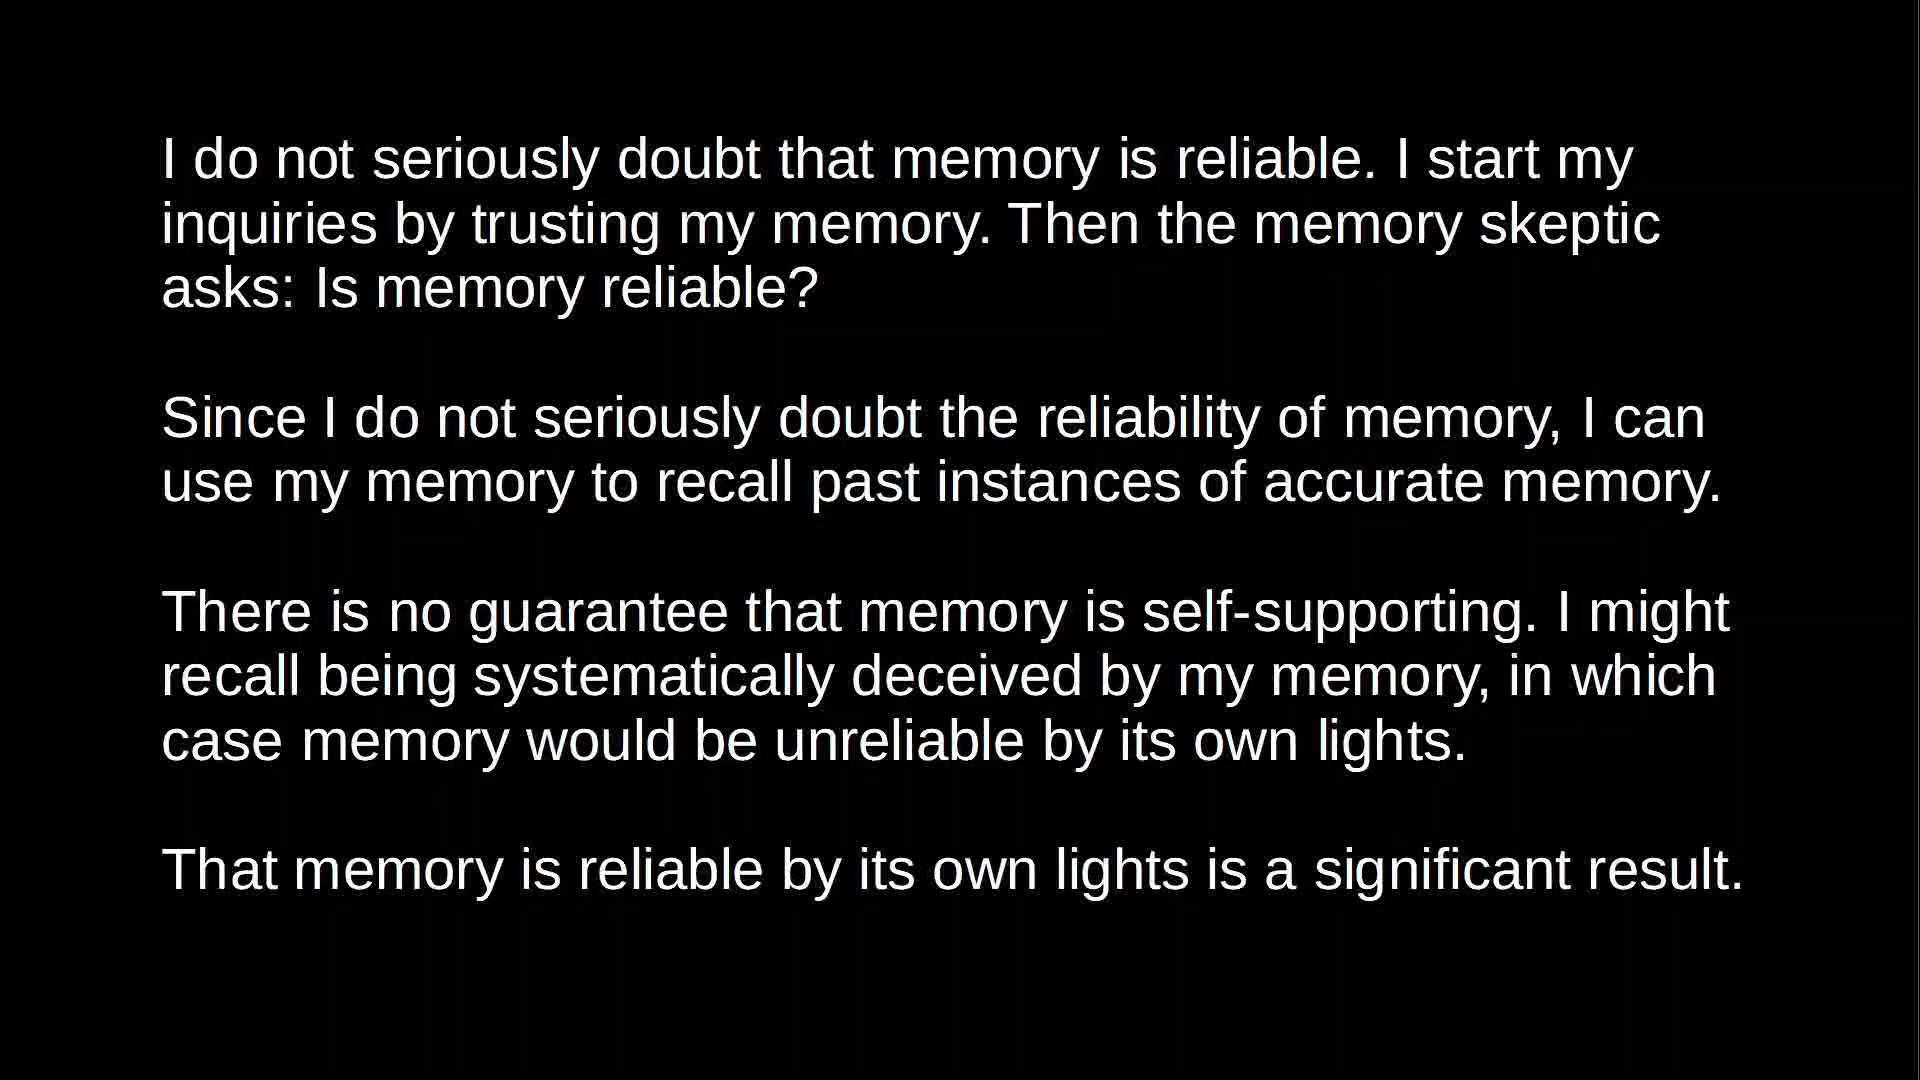 I do not seriously doubt that memory is reliable. I start my
inquiries by trusting my memory. Then the memory skeptic
asks: Is memory reliable?
Since I do not seriously doubt the reliability of memory, I can
use my memory to recall past instances of accurate memory.
There is no guarantee that memory is self-supporting. I might
recall being systematically deceived by my memory, in which
case memory would be unreliable by its own lights.
That memory is reliable by its own lights is a significant result.